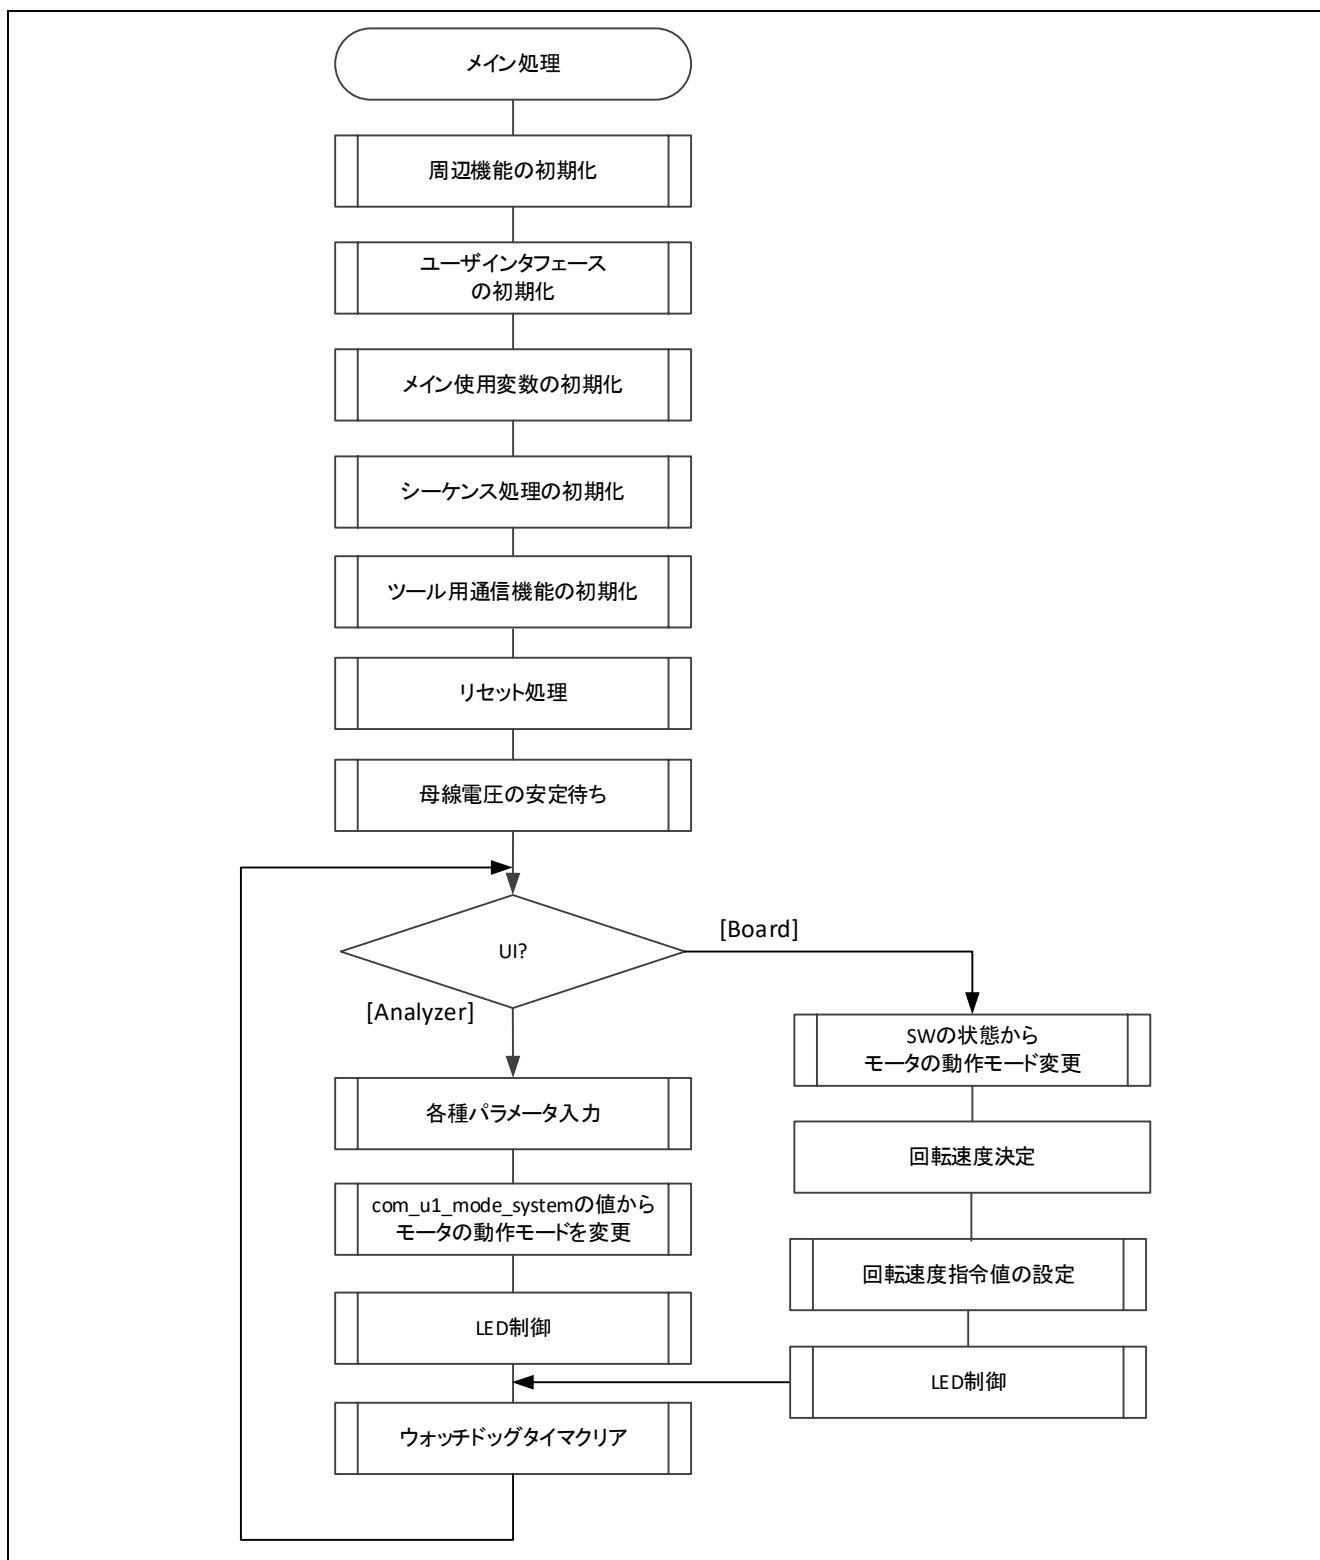 メイン処理
周辺機能の初期化
ユーザインタフェース
の初期化
メイン使用変数の初期化
シーケンス処理の初期化
ツール用通信機能の初期化
リセット処理
母線電圧の安定待ち
UI?
[Board]
[Analyzer]
各種パラメータ入力
com_u1_mode_systemの値から
モータの動作モードを変更
LED制御
SWの状態から
モータの動作モード変更
回転速度決定
回転速度指令値の設定
LED制御
ウォッチドッグタイマクリア